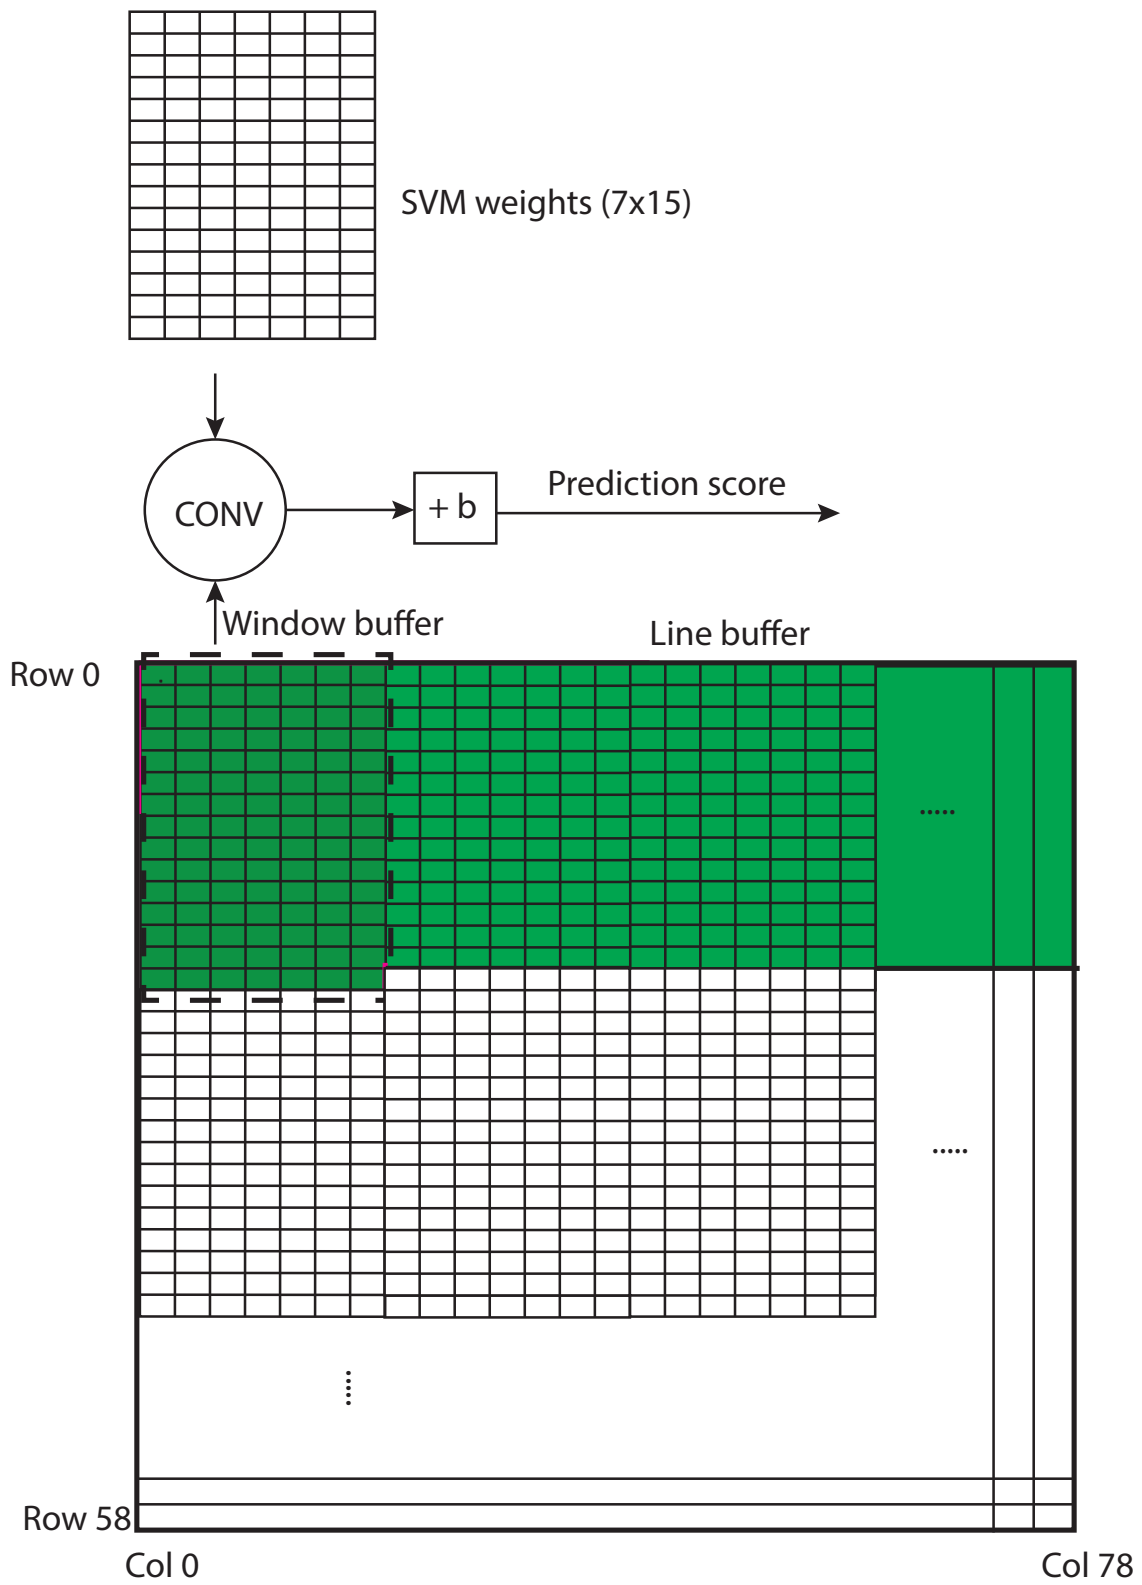 SVM weights (7x15)
CONV
+ b
Prediction score
Window buffer
Line buffer
Row 0
.....
.....
.....
Row 58
Col 0
Col 78